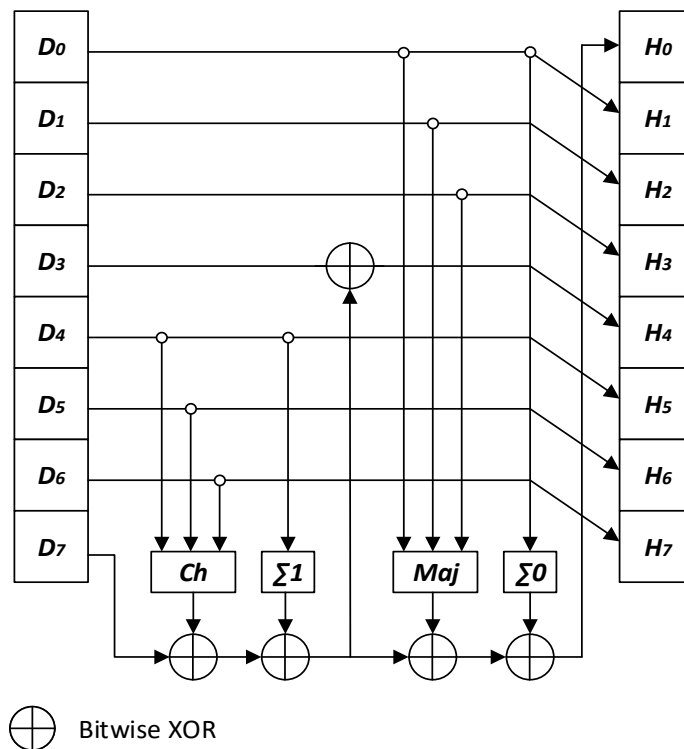 D0 H0
D1 H1
D2 H2
D3 H3
D4 H4
D5 H5
D6 H6
D7 H7
Ch ∑1 Maj ∑0
Bitwise XOR